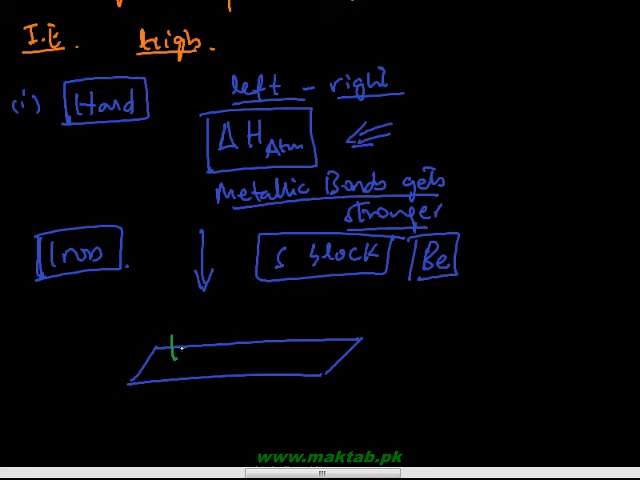 I.E. high.
(i) Hard left - right
ΔH Atm
Metallic Bonds gets
stronger
Iron. s block Be
www.maktab.pk